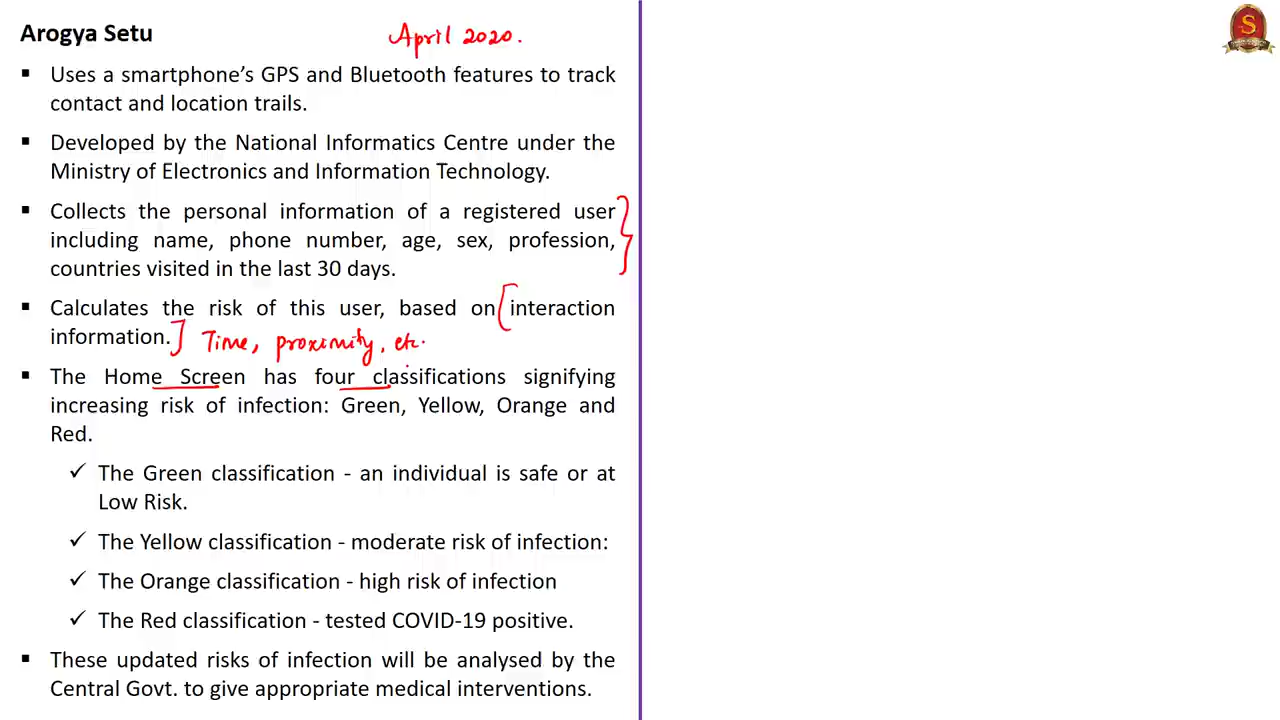 Arogya Setu
April 2020.
▪ Uses a smartphone's GPS and Bluetooth features to track
contact and location trails.
▪ Developed by the National Informatics Centre under the
Ministry of Electronics and Information Technology.
▪ Collects the personal information of a registered user
including name, phone number, age, sex, profession,
countries visited in the last 30 days.
▪ Calculates the risk of this user, based on interaction
information.
Time, proximity, etc.
▪ The Home Screen has four classifications signifying
increasing risk of infection: Green, Yellow, Orange and
Red.
✓ The Green classification - an individual is safe or at
Low Risk.
✓ The Yellow classification - moderate risk of infection:
✓ The Orange classification - high risk of infection
✓ The Red classification - tested COVID-19 positive.
▪ These updated risks of infection will be analysed by the
Central Govt. to give appropriate medical interventions.
S